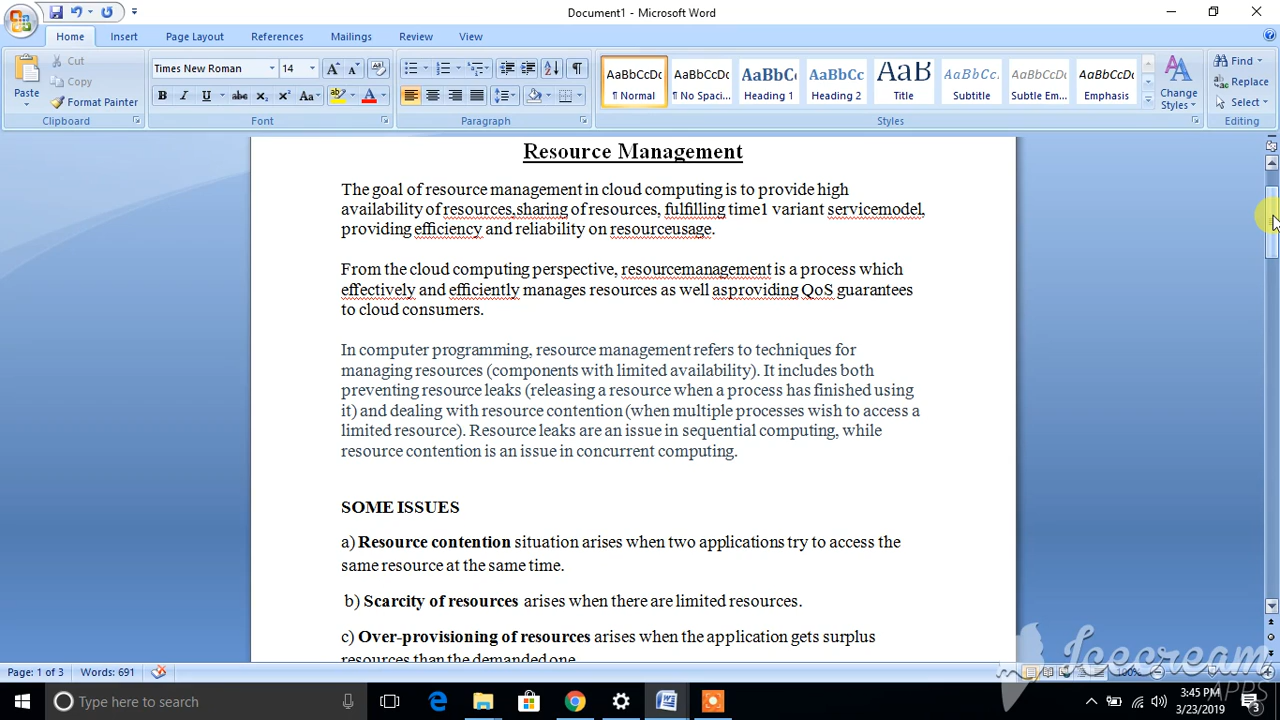 Document1 - Microsoft Word
Home Insert Page Layout References Mailings Review View
Paste
Cut
Copy
Format Painter
Clipboard
Times New Roman 14
Font
Paragraph
AaBbCcDc AaBbCcDc AaBbC AaBbCc AaB AaBbCc. AaBbCcDc AaBbCcDc
¶ Normal ¶ No Spaci... Heading 1 Heading 2 Title Subtitle Subtle Em... Emphasis
Change Styles
Styles
Find
Replace
Select
Editing
Resource Management
The goal of resource management in cloud computing is to provide high
availability of resources,sharing of resources, fulfilling time1 variant servicemodel,
providing efficiency and reliability on resourceusage.
From the cloud computing perspective, resourcemanagement is a process which
effectively and efficiently manages resources as well asproviding QoS guarantees
to cloud consumers.
In computer programming, resource management refers to techniques for
managing resources (components with limited availability). It includes both
preventing resource leaks (releasing a resource when a process has finished using
it) and dealing with resource contention (when multiple processes wish to access a
limited resource). Resource leaks are an issue in sequential computing, while
resource contention is an issue in concurrent computing.
SOME ISSUES
a) Resource contention situation arises when two applications try to access the
same resource at the same time.
b) Scarcity of resources arises when there are limited resources.
c) Over-provisioning of resources arises when the application gets surplus
resources than the demanded one.
Page: 1 of 3 Words: 691 100%
Icecream
APPS
Type here to search
3:45 PM
3/23/2019
3